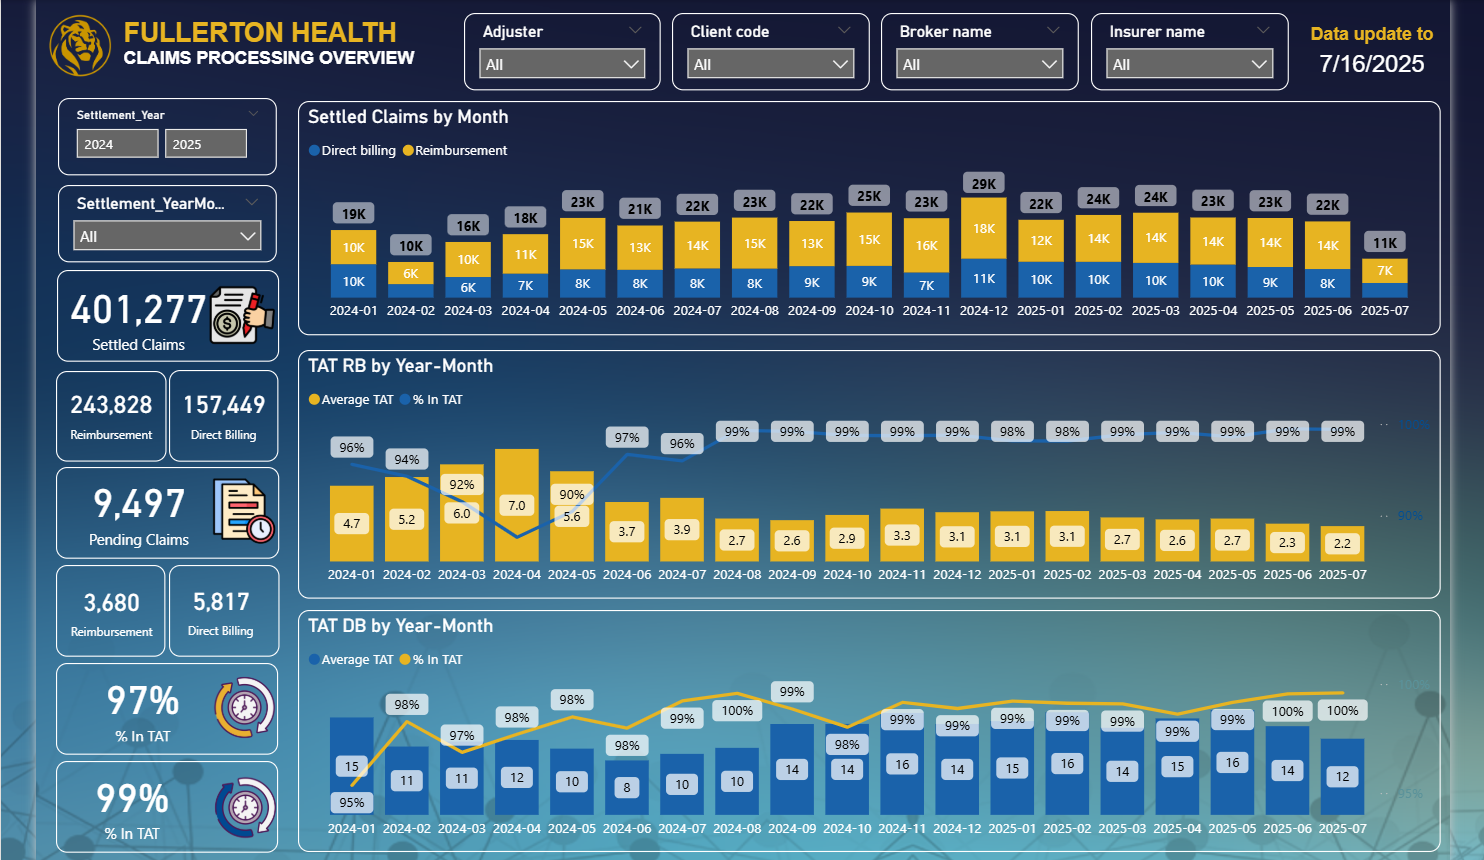 FULLERTON HEALTH
CLAIMS PROCESSING OVERVIEW
Adjuster
All
Client code
All
Broker name
All
Insurer name
All
Data update to
7/16/2025
Settlement_Year
2024 2025
Settlement_YearMo...
All
401,277
Settled Claims
243,828
Reimbursement
157,449
Direct Billing
9,497
Pending Claims
3,680
Reimbursement
5,817
Direct Billing
97%
% In TAT
99%
% In TAT
Settled Claims by Month
Direct billing Reimbursement
19K 10K 16K 18K 23K 21K 22K 23K 22K 25K 23K 29K 22K 24K 24K 23K 23K 22K 11K
10K 6K 10K 11K 15K 13K 14K 15K 13K 15K 16K 18K 12K 14K 14K 14K 14K 14K 7K
10K 6K 7K 8K 8K 8K 8K 9K 9K 7K 11K 10K 10K 10K 10K 9K 8K
2024-01 2024-02 2024-03 2024-04 2024-05 2024-06 2024-07 2024-08 2024-09 2024-10 2024-11 2024-12 2025-01 2025-02 2025-03 2025-04 2025-05 2025-06 2025-07
TAT RB by Year-Month
Average TAT % In TAT
96% 94% 92% 90% 97% 96% 99% 99% 99% 99% 99% 98% 98% 99% 99% 99% 99% 99%
90%
4.7 5.2 6.0 7.0 5.6 3.7 3.9 2.7 2.6 2.9 3.3 3.1 3.1 3.1 2.7 2.6 2.7 2.3 2.2
2024-01 2024-02 2024-03 2024-04 2024-05 2024-06 2024-07 2024-08 2024-09 2024-10 2024-11 2024-12 2025-01 2025-02 2025-03 2025-04 2025-05 2025-06 2025-07
TAT DB by Year-Month
Average TAT % In TAT
100%
95% 98% 97% 98% 98% 98% 99% 100% 99% 98% 99% 99% 99% 99% 99% 99% 99% 100% 100%
15 11 11 12 10 8 10 10 14 14 16 14 15 16 14 15 16 14 12
95%
2024-01 2024-02 2024-03 2024-04 2024-05 2024-06 2024-07 2024-08 2024-09 2024-10 2024-11 2024-12 2025-01 2025-02 2025-03 2025-04 2025-05 2025-06 2025-07